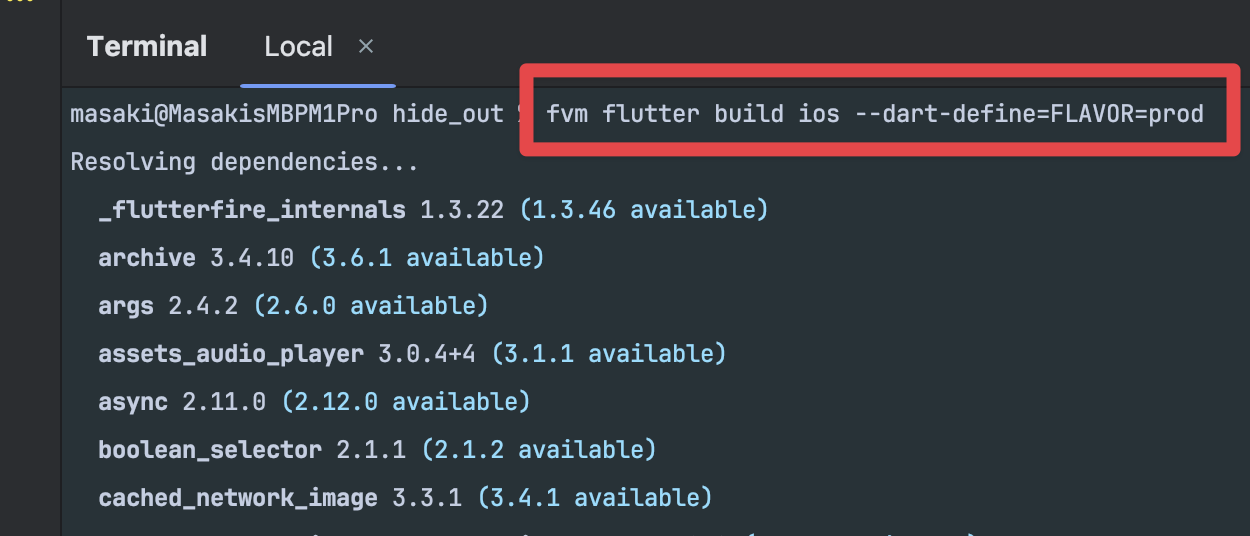 Terminal Local ×
masaki@MasakisMBPM1Pro hide_out fvm flutter build ios --dart-define=FLAVOR=prod
Resolving dependencies...
_flutterfire_internals 1.3.22 (1.3.46 available)
archive 3.4.10 (3.6.1 available)
args 2.4.2 (2.6.0 available)
assets_audio_player 3.0.4+4 (3.1.1 available)
async 2.11.0 (2.12.0 available)
boolean_selector 2.1.1 (2.1.2 available)
cached_network_image 3.3.1 (3.4.1 available)